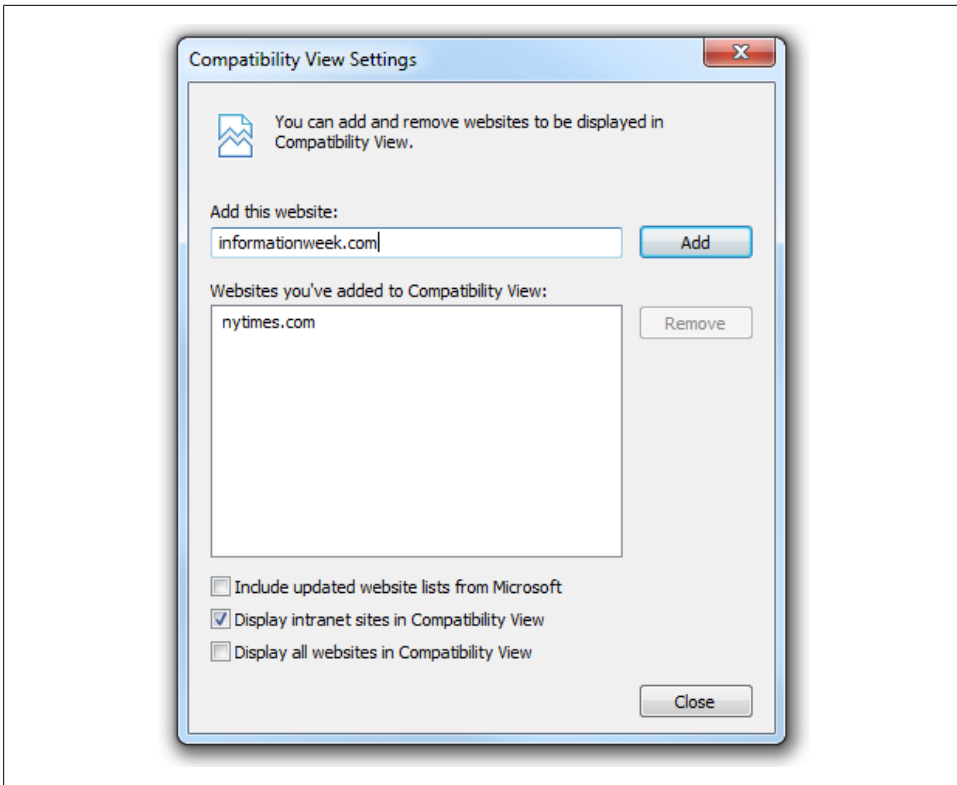 Compatibility View Settings
You can add and remove websites to be displayed in
Compatibility View.
Add this website:
informationweek.com
Add
Websites you've added to Compatibility View:
nytimes.com
Remove
Include updated website lists from Microsoft
Display intranet sites in Compatibility View
Display all websites in Compatibility View
Close